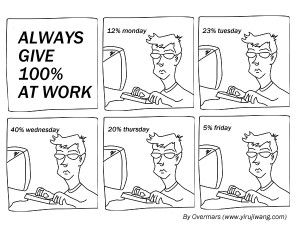 ALWAYS
GIVE
100%
AT WORK
12% monday
23% tuesday
40% wednesday
20% thursday
5% friday
By Overmars (www.yirujiwang.com)